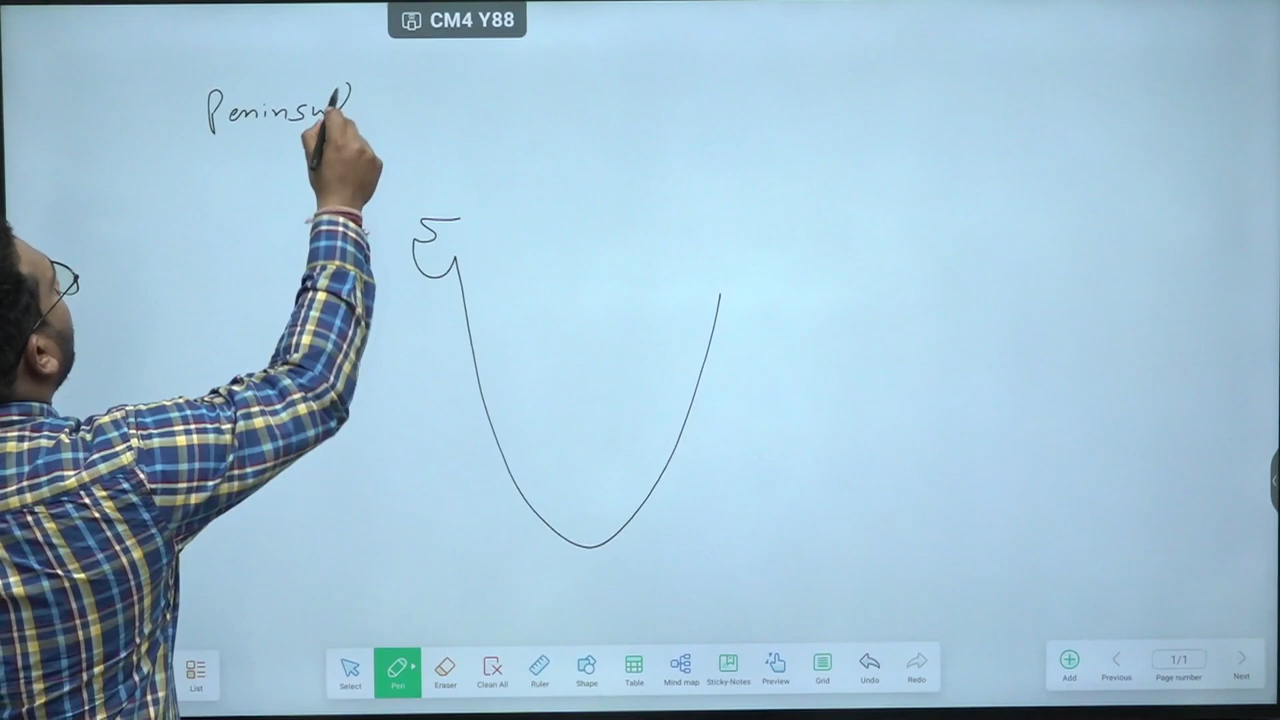 CM4 Y88
Peninsul
List
Select
Pen
Eraser
Clean All
Ruler
Shape
Table
Mind map
Sticky-Notes
Preview
Grid
Undo
Redo
Add
Previous
1/1
Page number
Next